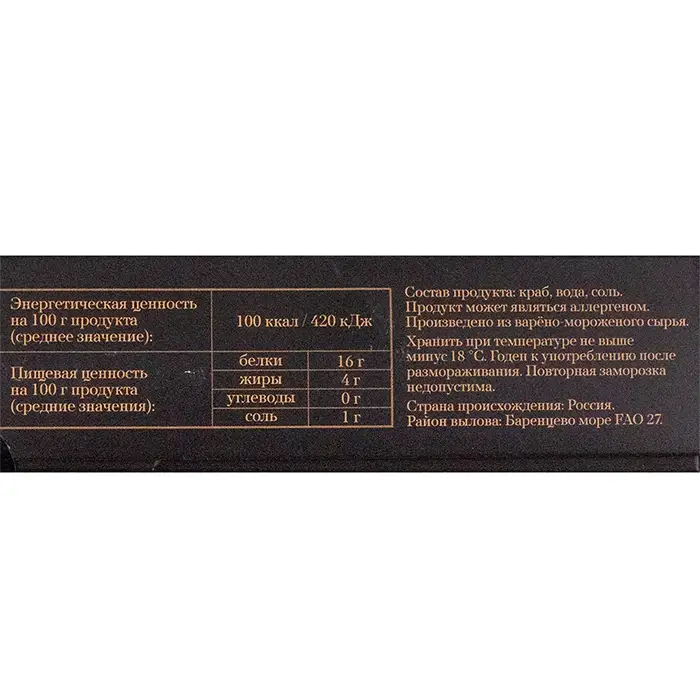 Энергетическая ценность
на 100 г продукта
(среднее значение):
100 ккал / 420 кДж
Пищевая ценность
на 100 г продукта
(средние значения):
белки 16 г
жиры 4 г
углеводы 0 г
соль 1 г
Состав продукта: краб, вода, соль.
Продукт может являться аллергеном.
Произведено из варёно-мороженого сырья.
Хранить при температуре не выше
минус 18 °С. Годен к употреблению после
размораживания. Повторная заморозка
недопустима.
Страна происхождения: Россия.
Район вылова: Баренцево море FAO 27.